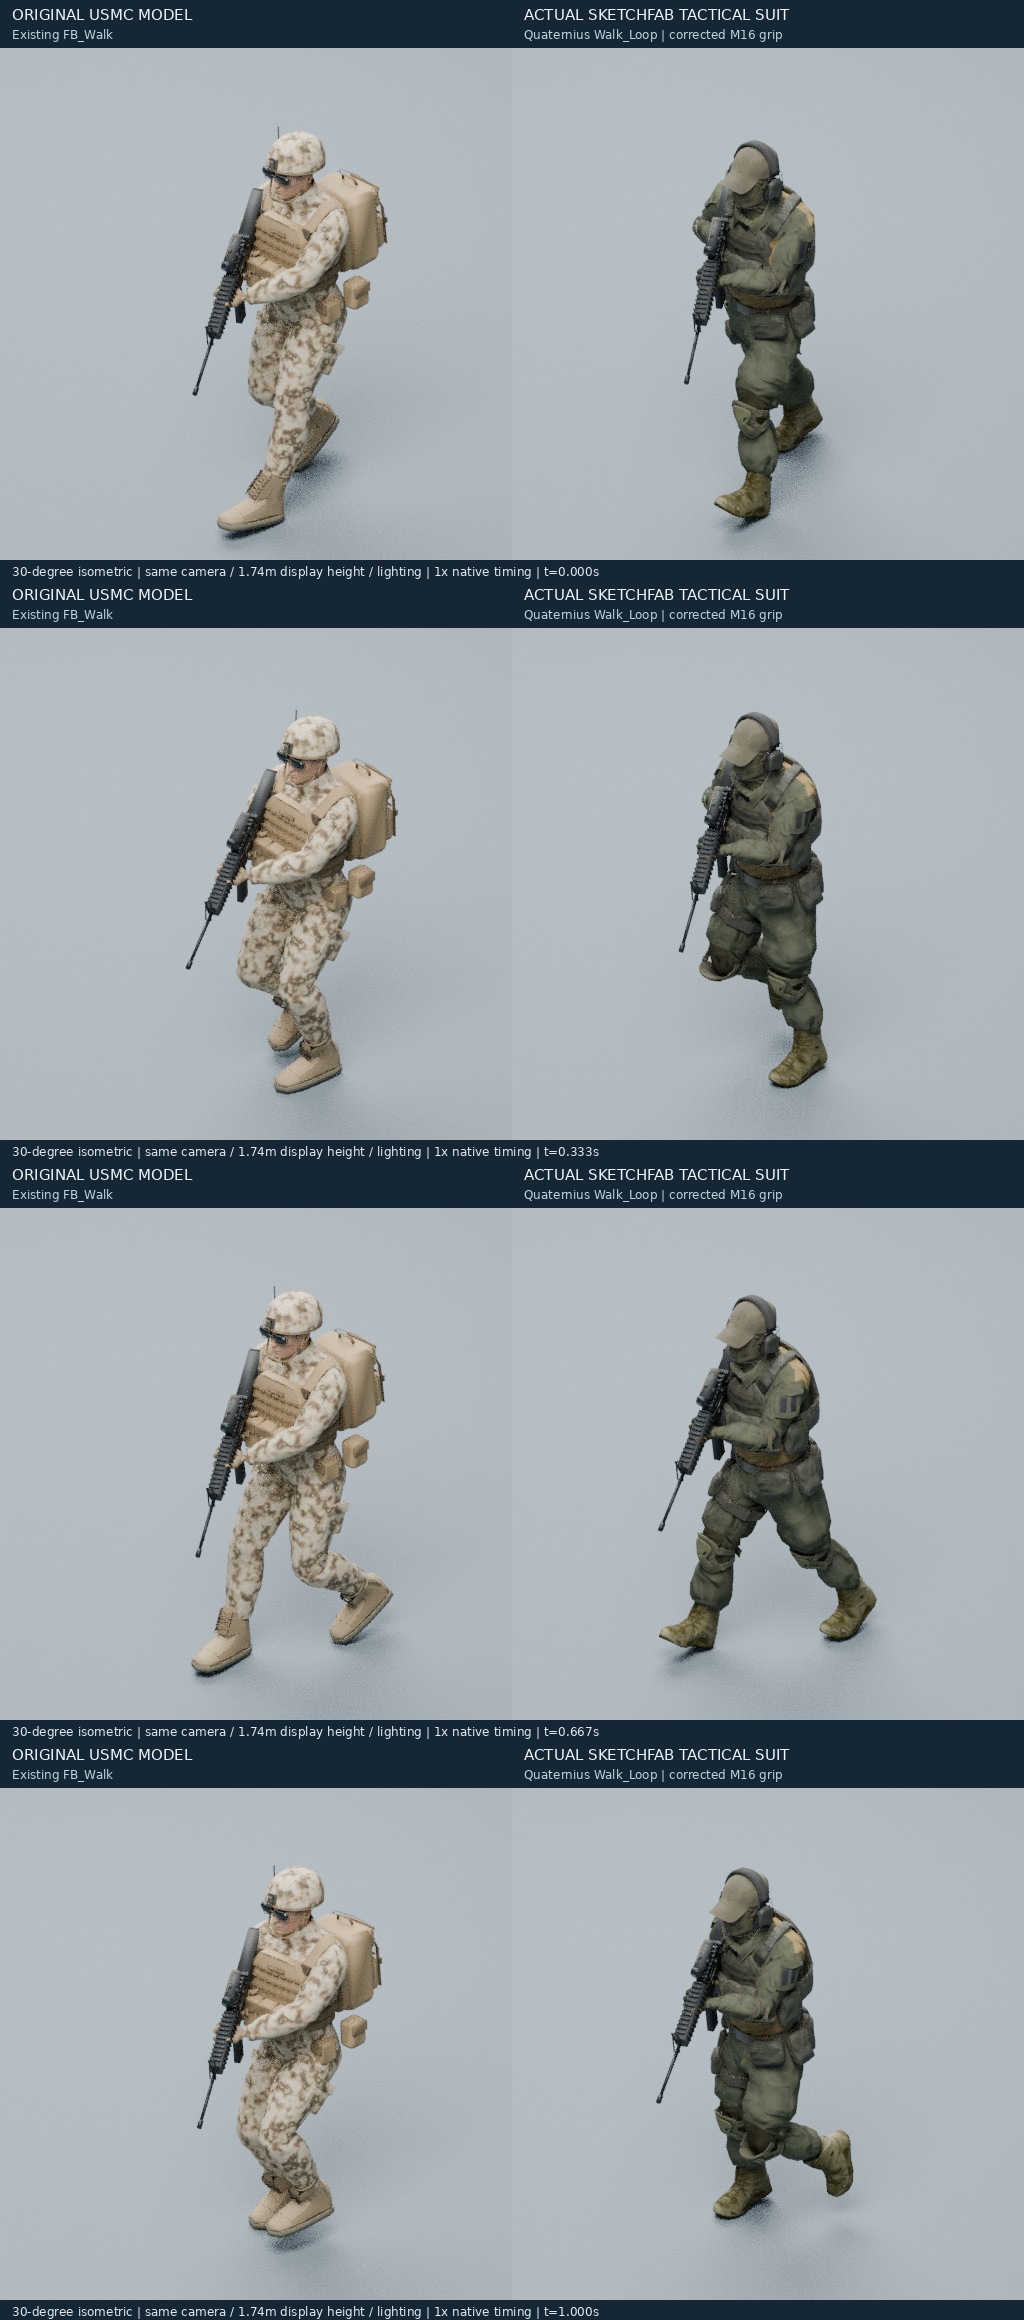 ORIGINAL USMC MODEL
Existing FB_Walk
ACTUAL SKETCHFAB TACTICAL SUIT
Quaternius Walk_Loop | corrected M16 grip
30-degree isometric | same camera / 1.74m display height / lighting | 1x native timing | t=0.000s
ORIGINAL USMC MODEL
Existing FB_Walk
ACTUAL SKETCHFAB TACTICAL SUIT
Quaternius Walk_Loop | corrected M16 grip
30-degree isometric | same camera / 1.74m display height / lighting | 1x native timing | t=0.333s
ORIGINAL USMC MODEL
Existing FB_Walk
ACTUAL SKETCHFAB TACTICAL SUIT
Quaternius Walk_Loop | corrected M16 grip
30-degree isometric | same camera / 1.74m display height / lighting | 1x native timing | t=0.667s
ORIGINAL USMC MODEL
Existing FB_Walk
ACTUAL SKETCHFAB TACTICAL SUIT
Quaternius Walk_Loop | corrected M16 grip
30-degree isometric | same camera / 1.74m display height / lighting | 1x native timing | t=1.000s